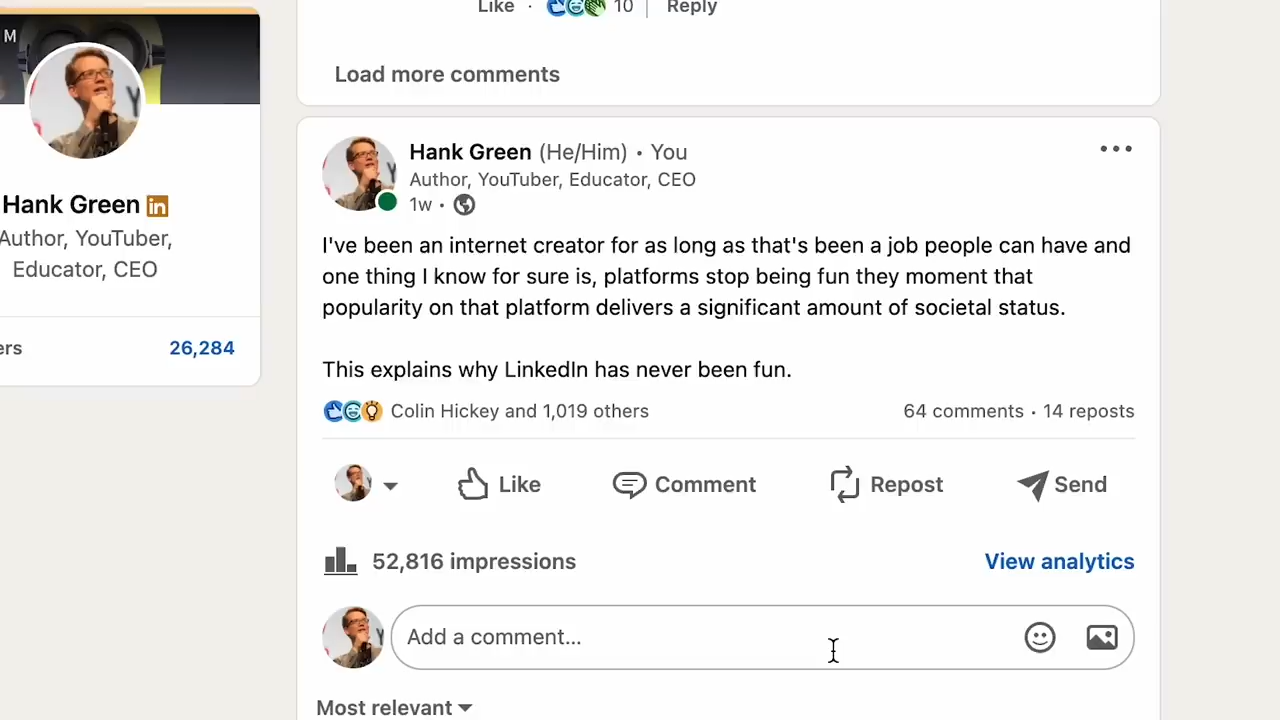 Like · 10 | Reply
Load more comments
M
Hank Green in
Author, YouTuber,
Educator, CEO
ers 26,284
Hank Green (He/Him) • You
Author, YouTuber, Educator, CEO
1w •
I've been an internet creator for as long as that's been a job people can have and
one thing I know for sure is, platforms stop being fun they moment that
popularity on that platform delivers a significant amount of societal status.
This explains why LinkedIn has never been fun.
Colin Hickey and 1,019 others 64 comments • 14 reposts
Like Comment Repost Send
52,816 impressions View analytics
Add a comment...
Most relevant